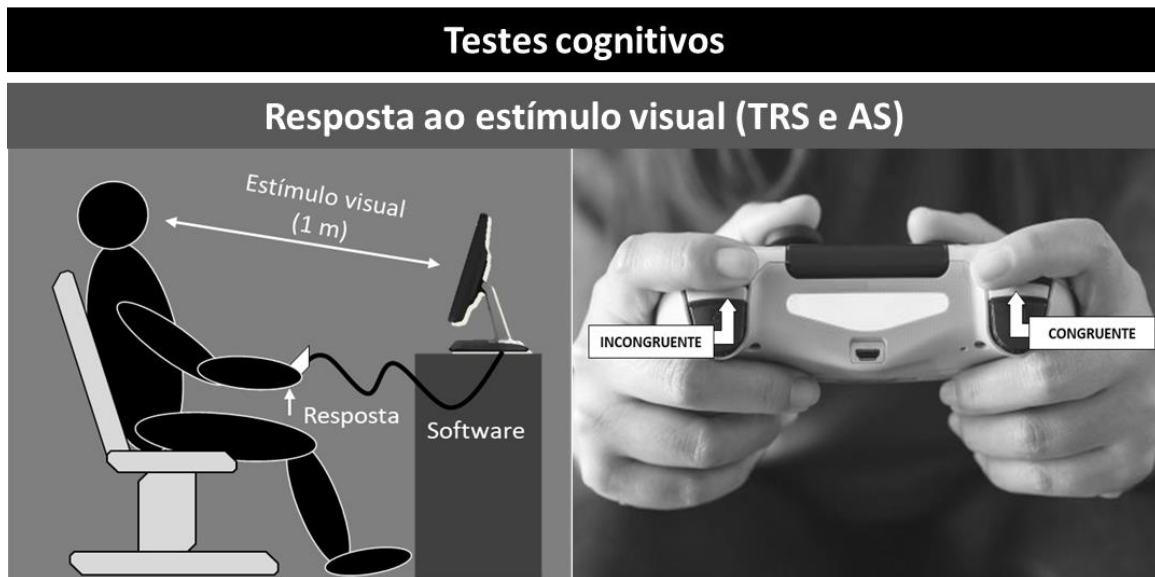 Testes cognitivos
Resposta ao estímulo visual (TRS e AS)
Estímulo visual
(1 m)
Resposta
Software
INCONGRUENTE
CONGRUENTE